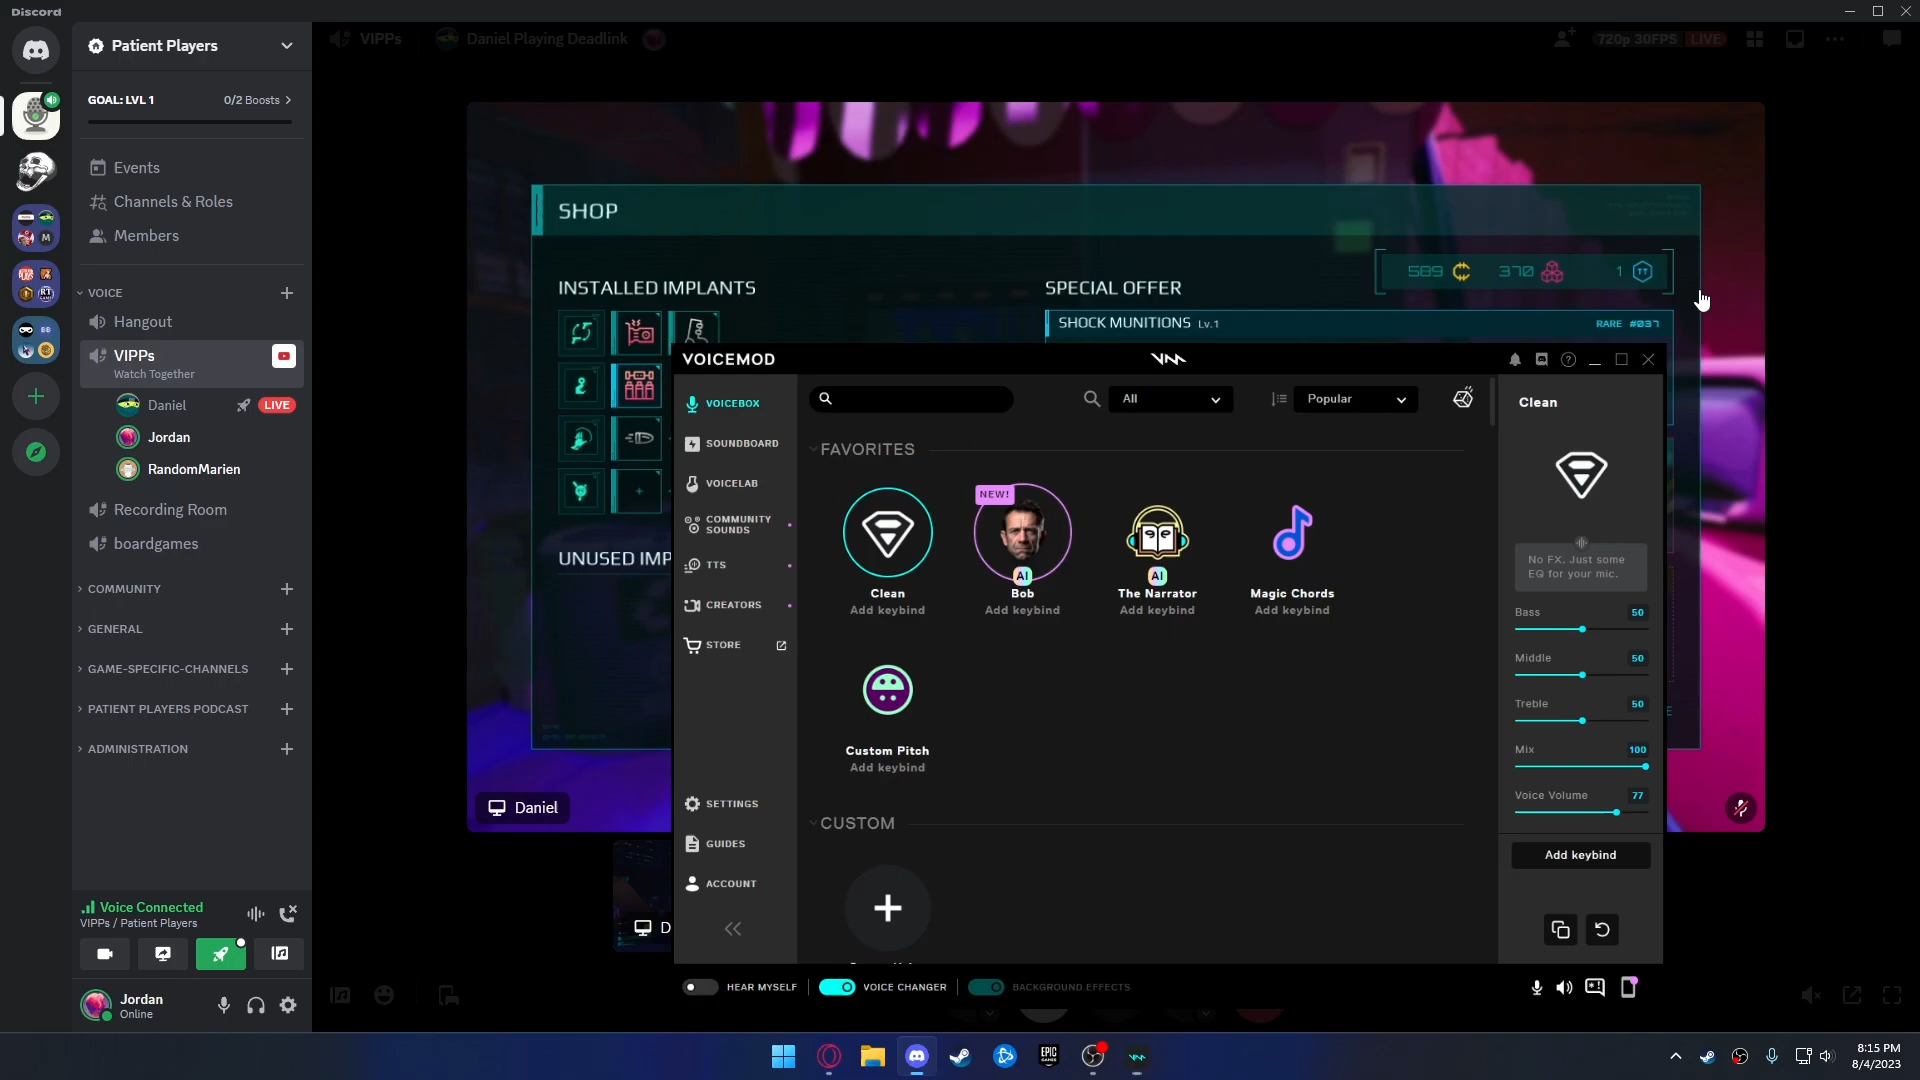 Discord
Patient Players
GOAL: LVL 1
0/2 Boosts
Events
Channels & Roles
Members
VOICE
Hangout
VIPPs
Watch Together
Daniel
LIVE
Jordan
RandomMarien
Recording Room
boardgames
COMMUNITY
GENERAL
GAME-SPECIFIC-CHANNELS
PATIENT PLAYERS PODCAST
ADMINISTRATION
Voice Connected
VIPPs / Patient Players
Jordan
Online
VIPPs
Daniel Playing Deadlink
720p 30FPS
LIVE
SHOP
589
370
1
INSTALLED IMPLANTS
SPECIAL OFFER
SHOCK MUNITIONS Lv.1
RARE #037
UNUSED IMP
Daniel
D
VOICEMOD
VOICEBOX
SOUNDBOARD
VOICELAB
COMMUNITY
SOUNDS
TTS
CREATORS
STORE
SETTINGS
GUIDES
ACCOUNT
All
Popular
FAVORITES
Clean
Add keybind
NEW!
AI
Bob
Add keybind
AI
The Narrator
Add keybind
Magic Chords
Add keybind
Custom Pitch
Add keybind
CUSTOM
Clean
No FX. Just some
EQ for your mic.
Bass
50
Middle
50
Treble
50
Mix
100
Voice Volume
77
Add keybind
HEAR MYSELF
VOICE CHANGER
BACKGROUND EFFECTS
EPIC
GAMES
8:15 PM
8/4/2023